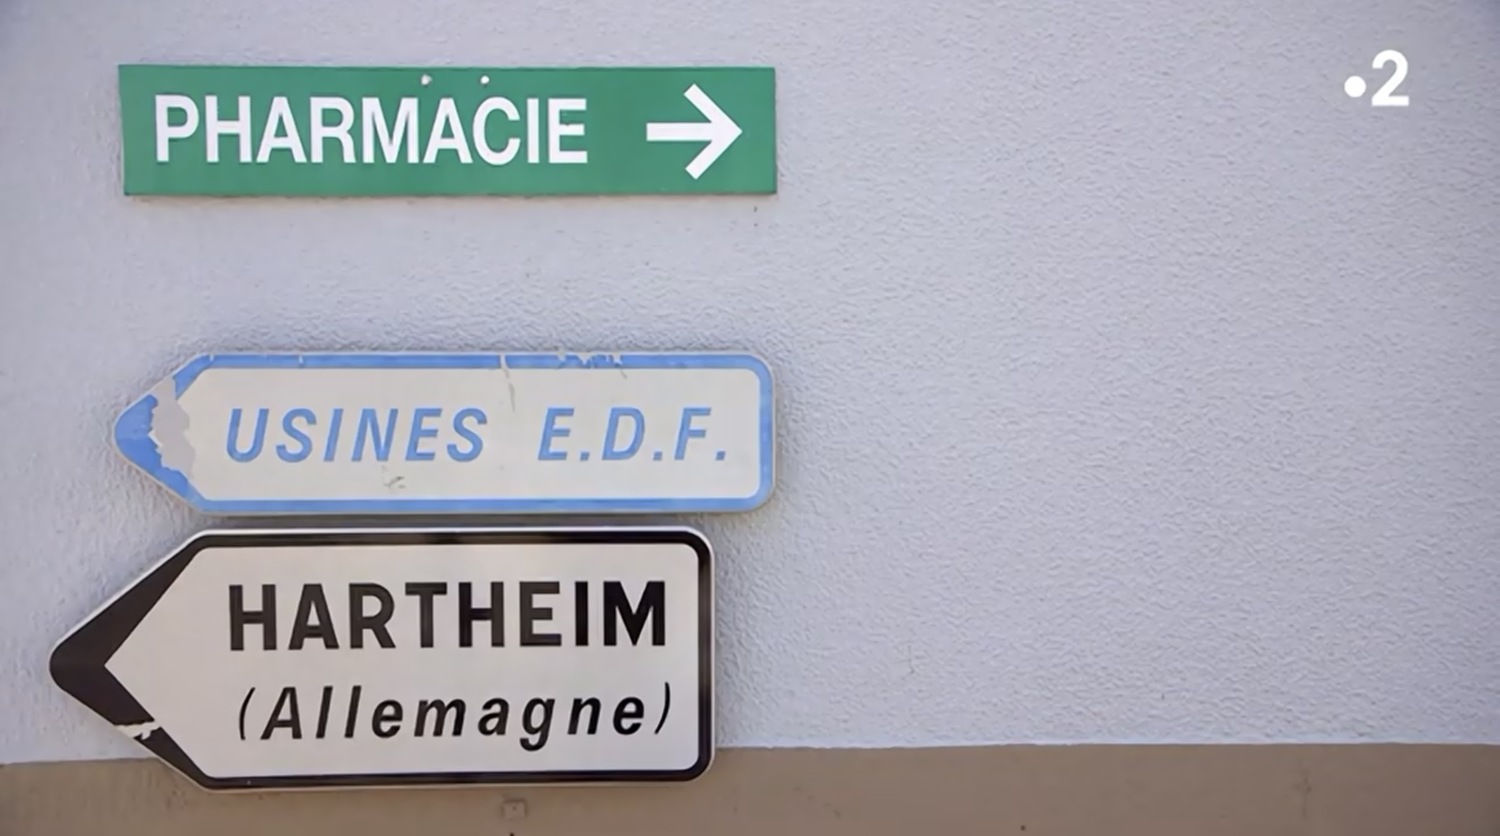 PHARMACIE →
USINES E.D.F.
HARTHEIM
(Allemagne)
2